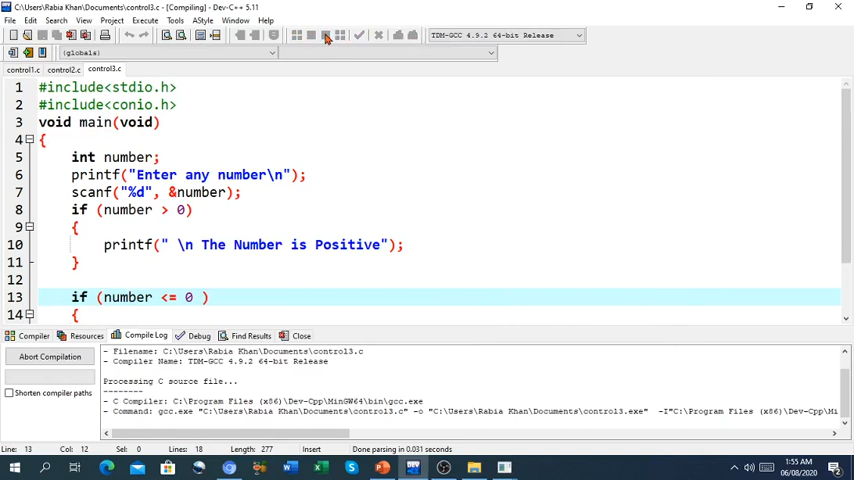 C:\Users\Rabia Khan\Documents\control3.c - [Compiling] - Dev-C++ 5.11
File Edit Search View Project Execute Tools AStyle Window Help
TDM-GCC 4.9.2 64-bit Release
(globals)
control1.c control2.c control3.c
1 #include<stdio.h>
2 #include<conio.h>
3 void main(void)
4 {
5 int number;
6 printf("Enter any number\n");
7 scanf("%d", &number);
8 if (number > 0)
9 {
10 printf(" \n The Number is Positive");
11 }
12
13 if (number <= 0 )
14 {
Compiler Resources Compile Log Debug Find Results Close
Abort Compilation
Shorten compiler paths
- Filename: C:\Users\Rabia Khan\Documents\control3.c
- Compiler Name: TDM-GCC 4.9.2 64-bit Release
Processing C source file...
--------
- C Compiler: C:\Program Files (x86)\Dev-Cpp\MinGW64\bin\gcc.exe
- Command: gcc.exe "C:\Users\Rabia Khan\Documents\control3.c" -o "C:\Users\Rabia Khan\Documents\control3.exe" -I"C:\Program Files (x86)\Dev-Cpp\Mi
Line: 13 Col: 12 Sel: 0 Lines: 18 Length: 277 Insert Done parsing in 0.031 seconds
1:55 AM
06/08/2020